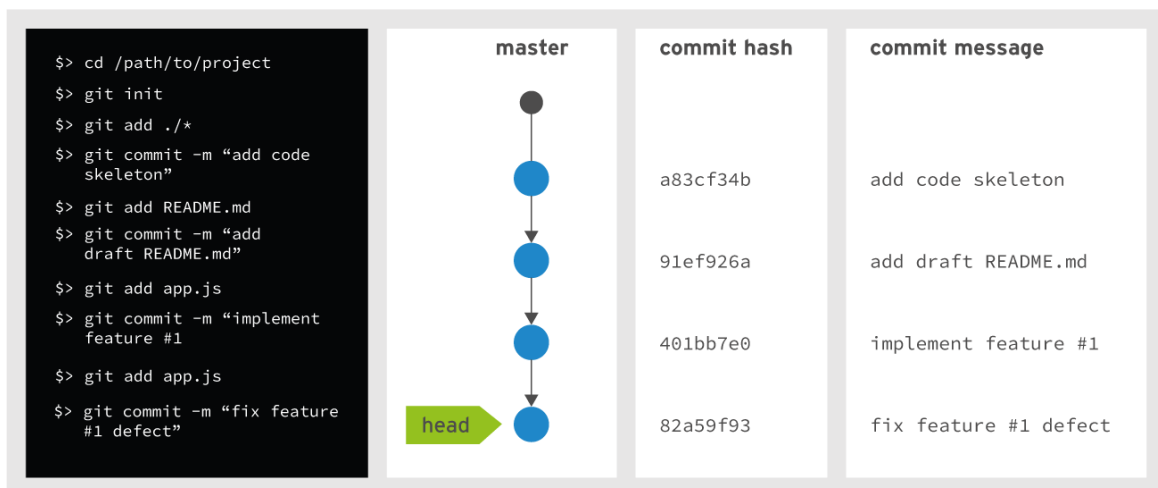 $> cd /path/to/project
$> git init
$> git add ./*
$> git commit -m “add code
skeleton”
$> git add README.md
$> git commit -m “add
draft README.md”
$> git add app.js
$> git commit -m “implement
feature #1
$> git add app.js
$> git commit -m “fix feature
#1 defect”
master
head
commit hash
a83cf34b
91ef926a
401bb7e0
82a59f93
commit message
add code skeleton
add draft README.md
implement feature #1
fix feature #1 defect